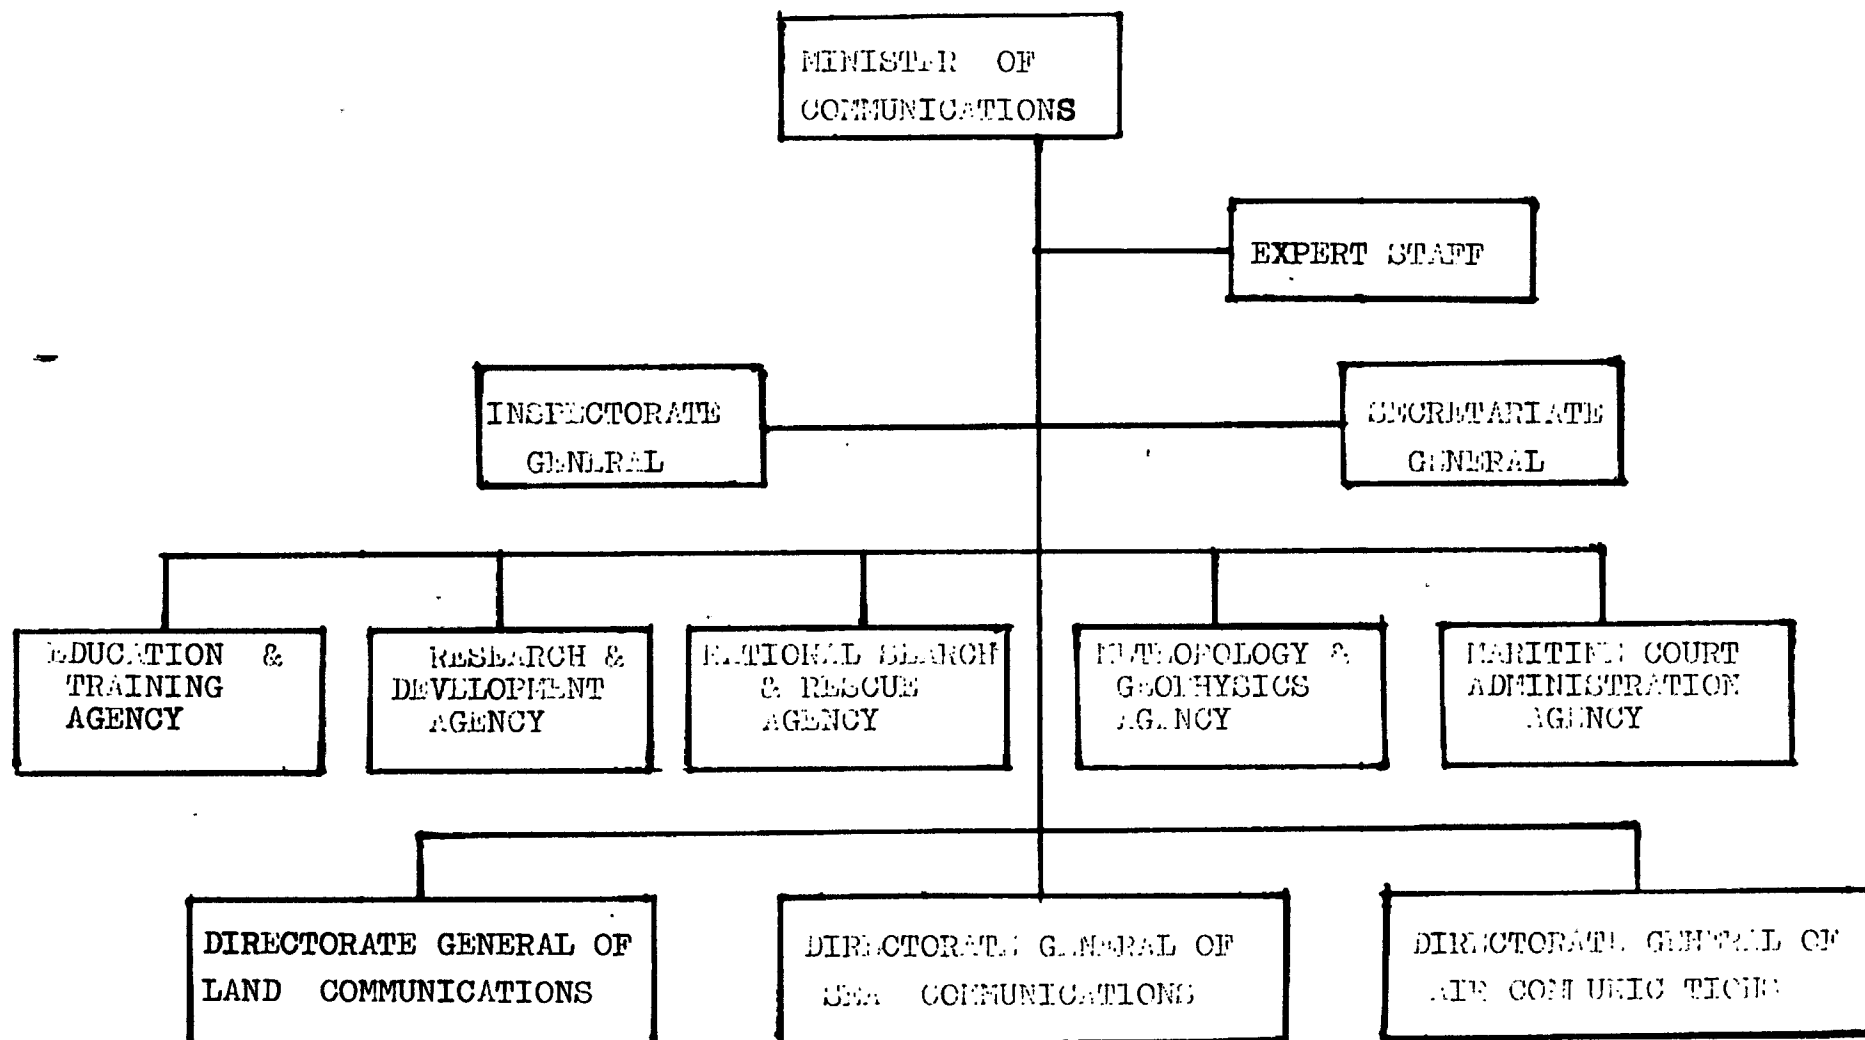 MINISTER OF
COMMUNICATIONS
EXPERT STAFF
INSPECTORATE
GENERAL
SECRETARIATE
GENERAL
EDUCATION &
TRAINING
AGENCY
RESEARCH &
DEVELOPMENT
AGENCY
NATIONAL SEARCH
& RESCUE
AGENCY
METEOROLOGY &
GEOPHYSICS
AGENCY
MARITIME COURT
ADMINISTRATION
AGENCY
DIRECTORATE GENERAL OF
LAND COMMUNICATIONS
DIRECTORATE GENERAL OF
SEA COMMUNICATIONS
DIRECTORATE GENERAL OF
AIR COMMUNICATIONS